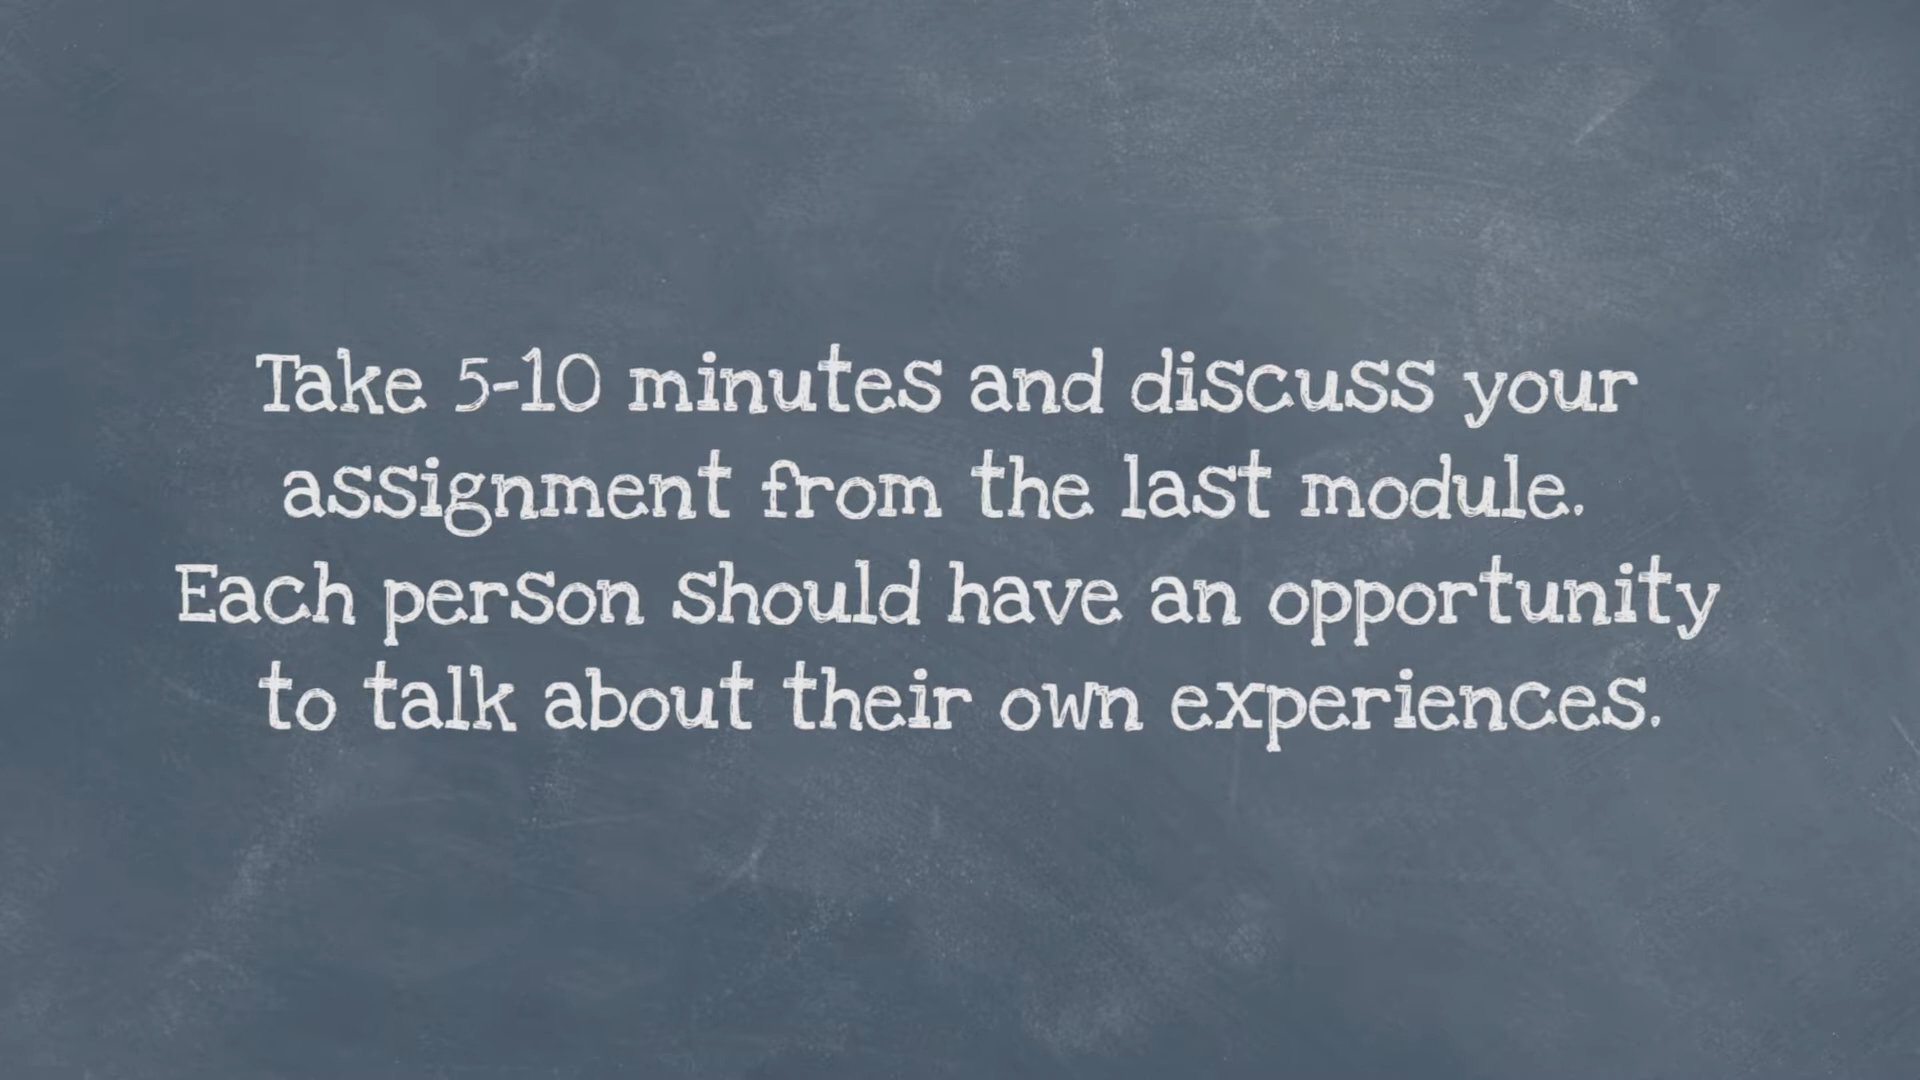 Take 5-10 minutes and discuss your
assignment from the last module.
Each person should have an opportunity
to talk about their own experiences.